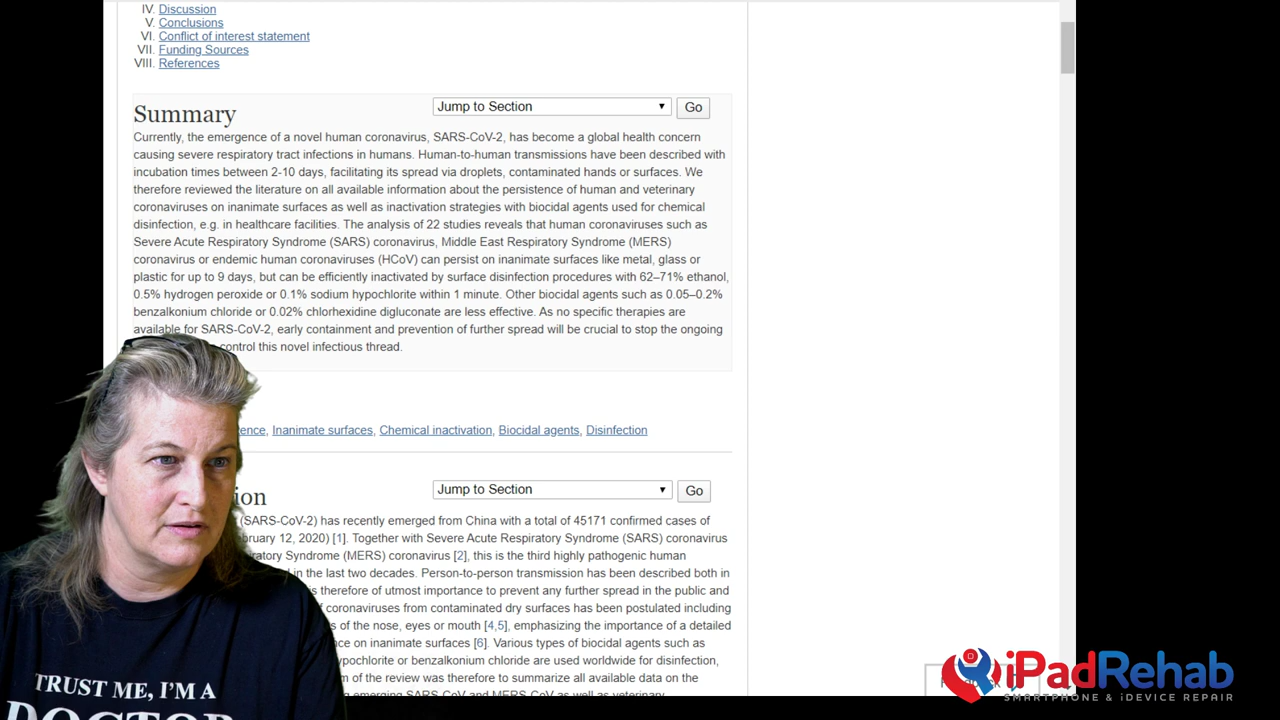 IV. Discussion
V. Conclusions
VI. Conflict of interest statement
VII. Funding Sources
VIII. References
Summary
Jump to Section
Go
Currently, the emergence of a novel human coronavirus, SARS-CoV-2, has become a global health concern
causing severe respiratory tract infections in humans. Human-to-human transmissions have been described with
incubation times between 2-10 days, facilitating its spread via droplets, contaminated hands or surfaces. We
therefore reviewed the literature on all available information about the persistence of human and veterinary
coronaviruses on inanimate surfaces as well as inactivation strategies with biocidal agents used for chemical
disinfection, e.g. in healthcare facilities. The analysis of 22 studies reveals that human coronaviruses such as
Severe Acute Respiratory Syndrome (SARS) coronavirus, Middle East Respiratory Syndrome (MERS)
coronavirus or endemic human coronaviruses (HCoV) can persist on inanimate surfaces like metal, glass or
plastic for up to 9 days, but can be efficiently inactivated by surface disinfection procedures with 62–71% ethanol,
0.5% hydrogen peroxide or 0.1% sodium hypochlorite within 1 minute. Other biocidal agents such as 0.05–0.2%
benzalkonium chloride or 0.02% chlorhexidine digluconate are less effective. As no specific therapies are
available for SARS-CoV-2, early containment and prevention of further spread will be crucial to stop the ongoing
control this novel infectious thread.
Inanimate surfaces, Chemical inactivation, Biocidal agents, Disinfection
Jump to Section
Go
(SARS-CoV-2) has recently emerged from China with a total of 45171 confirmed cases of
12, 2020) [1]. Together with Severe Acute Respiratory Syndrome (SARS) coronavirus
Syndrome (MERS) coronavirus [2], this is the third highly pathogenic human
in the last two decades. Person-to-person transmission has been described both in
is therefore of utmost importance to prevent any further spread in the public and
coronaviruses from contaminated dry surfaces has been postulated including
of the nose, eyes or mouth [4,5], emphasizing the importance of a detailed
on inanimate surfaces [6]. Various types of biocidal agents such as
or benzalkonium chloride are used worldwide for disinfection,
of the review was therefore to summarize all available data on the
emerging SARS-CoV and MERS-CoV as well as veterinary
TRUST ME, I'M A
DOCTOR
iPadRehab
SMARTPHONE & iDEVICE REPAIR